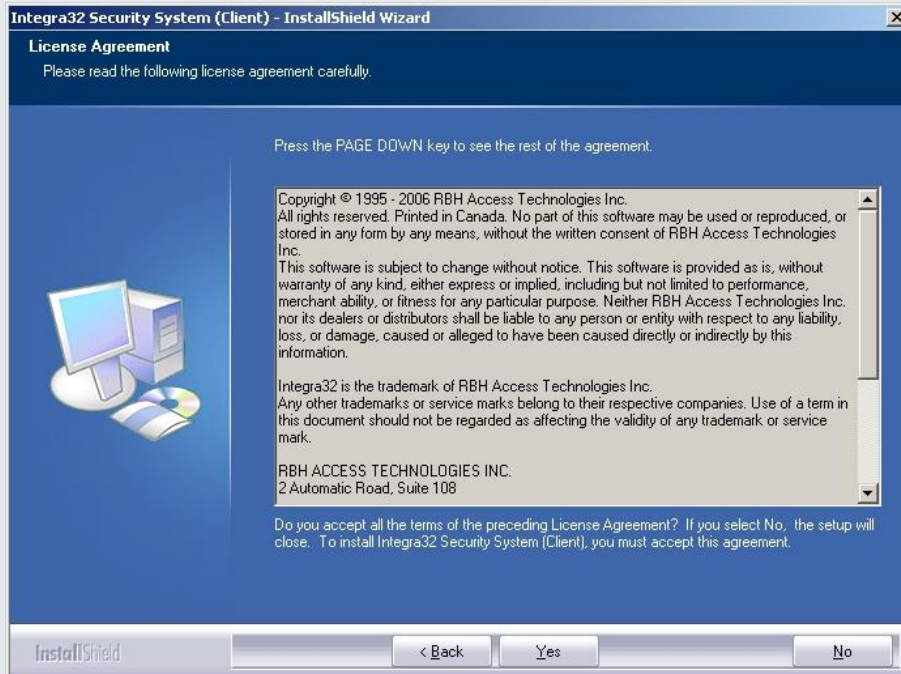 Integra32 Security System (Client) - InstallShield Wizard
License Agreement
Please read the following license agreement carefully.
Press the PAGE DOWN key to see the rest of the agreement.
Copyright © 1995 - 2006 RBH Access Technologies Inc.
All rights reserved. Printed in Canada. No part of this software may be used or reproduced, or
stored in any form by any means, without the written consent of RBH Access Technologies
Inc.
This software is subject to change without notice. This software is provided as is, without
warranty of any kind, either express or implied, including but not limited to performance,
merchant ability, or fitness for any particular purpose. Neither RBH Access Technologies Inc.
nor its dealers or distributors shall be liable to any person or entity with respect to any liability,
loss, or damage, caused or alleged to have been caused directly or indirectly by this
information.
Integra32 is the trademark of RBH Access Technologies Inc.
Any other trademarks or service marks belong to their respective companies. Use of a term in
this document should not be regarded as affecting the validity of any trademark or service
mark.
RBH ACCESS TECHNOLOGIES INC.
2 Automatic Road, Suite 108
Do you accept all the terms of the preceding License Agreement? If you select No, the setup will
close. To install Integra32 Security System (Client), you must accept this agreement.
InstallShield
< Back
Yes
No